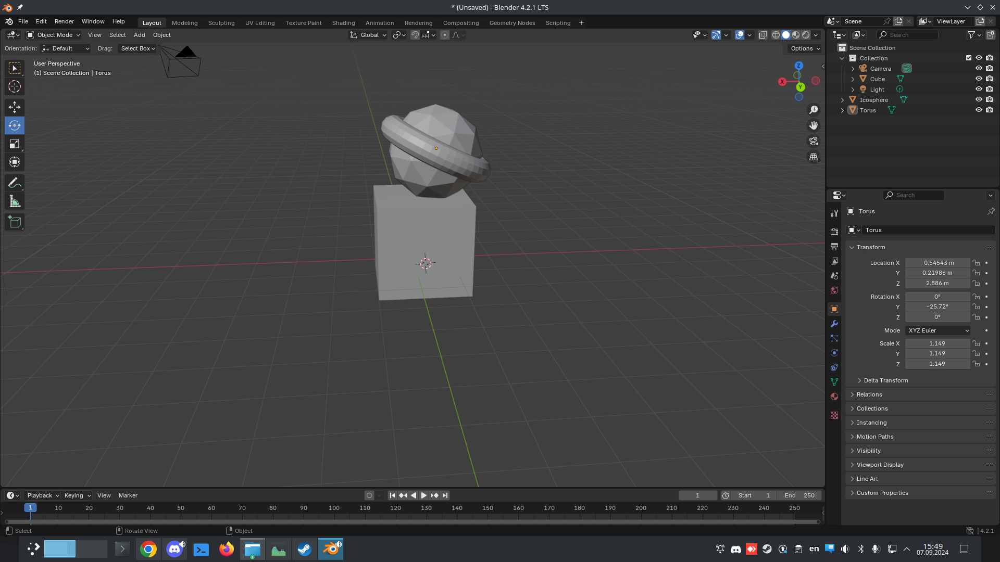 * (Unsaved) - Blender 4.2.1 LTS
File Edit Render Window Help Layout Modeling Sculpting UV Editing Texture Paint Shading Animation Rendering Compositing Geometry Nodes Scripting + Scene ViewLayer
Object Mode View Select Add Object Global Search
Orientation: Default Drag: Select Box Options
User Perspective
(1) Scene Collection | Torus
Z
X
Y
Scene Collection
Collection
Camera
Cube
Light
Icosphere
Torus
Search
Torus
Torus
Transform
Location X -0.54543 m
Y 0.21986 m
Z 2.886 m
Rotation X 0°
Y -25.72°
Z 0°
Mode XYZ Euler
Scale X 1.149
Y 1.149
Z 1.149
Delta Transform
Relations
Collections
Instancing
Motion Paths
Visibility
Viewport Display
Line Art
Custom Properties
Playback Keying View Marker 1 Start 1 End 250
1 10 20 30 40 50 60 70 80 90 100 110 120 130 140 150 160 170 180 190 200 210 220 230 240 250
Select Rotate View Object 4.2.1
en 15:49
07.09.2024